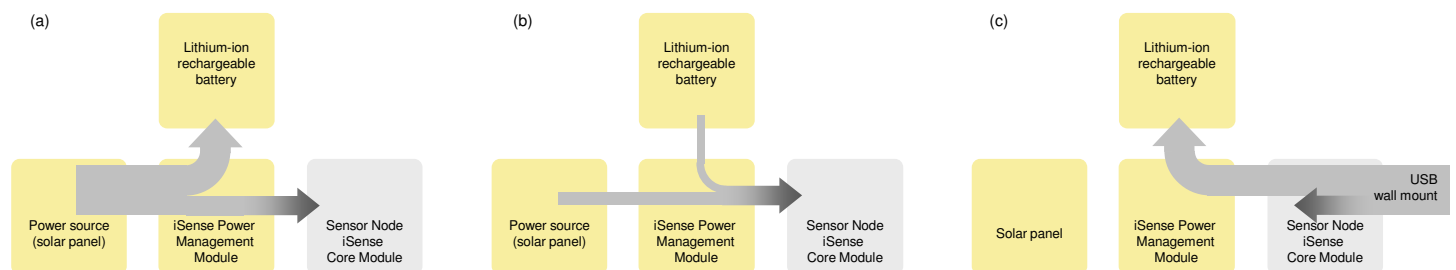 (a)
Lithium-ion
rechargeable
battery
Power source
(solar panel)
iSense Power
Management
Module
Sensor Node
iSense
Core Module
(b)
Lithium-ion
rechargeable
battery
Power source
(solar panel)
iSense Power
Management
Module
Sensor Node
iSense
Core Module
(c)
Lithium-ion
rechargeable
battery
USB
wall mount
Solar panel
iSense Power
Management
Module
Sensor Node
iSense
Core Module